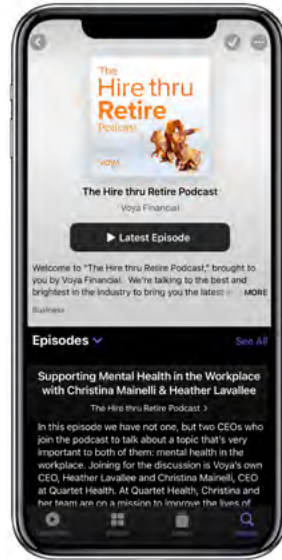 The
Hire thru
Retire
Podcast
voya
The Hire thru Retire Podcast
Voya Financial
▶ Latest Episode
Welcome to "The Hire thru Retire Podcast," brought to
you by Voya Financial. We're talking to the best and
brightest in the industry to bring you the latest MORE
Business
Episodes
See All
Supporting Mental Health in the Workplace
with Christina Mainelli & Heather Lavallee
The Hire thru Retire Podcast >
In this episode we have not one, but two CEOs who
join the podcast to talk about a topic that's very
important to both of them: mental health in the
workplace. Joining for the discussion is Voya's own
CEO, Heather Lavallee and Christina Mainelli, CEO
at Quartet Health. At Quartet Health, Christina and
her team are on a mission to improve the lives of